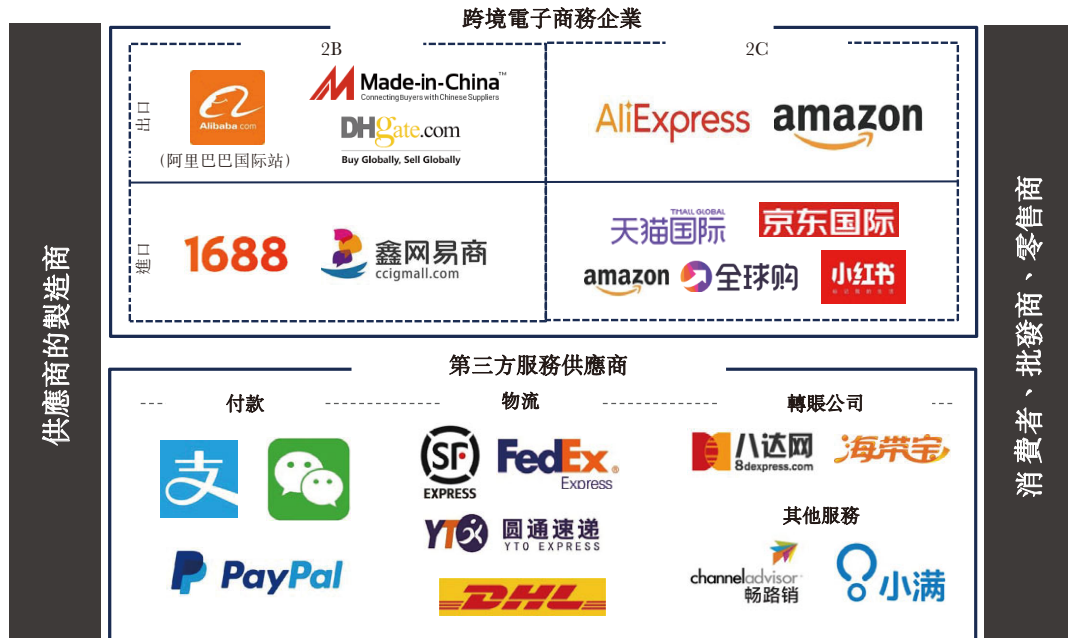 跨境電子商務企業
2B
2C
出口
Alibaba.com
(阿里巴巴国际站)
Made-in-China™
Connecting Buyers with Chinese Suppliers
DHgate.com
Buy Globally, Sell Globally
AliExpress
amazon
進口
1688
鑫网易商
ccigmall.com
TMALL GLOBAL
天猫国际
京东国际
amazon
全球购
小红书
供應商的製造商
消費者、批發商、零售商
第三方服務供應商
付款
物流
轉賬公司
支
PayPal
SF
EXPRESS
FedEx®
Express
YTO
圆通速递
YTO EXPRESS
DHL
八达网
8dexpress.com
海带宝
其他服務
channeladvisor
畅路销
小满